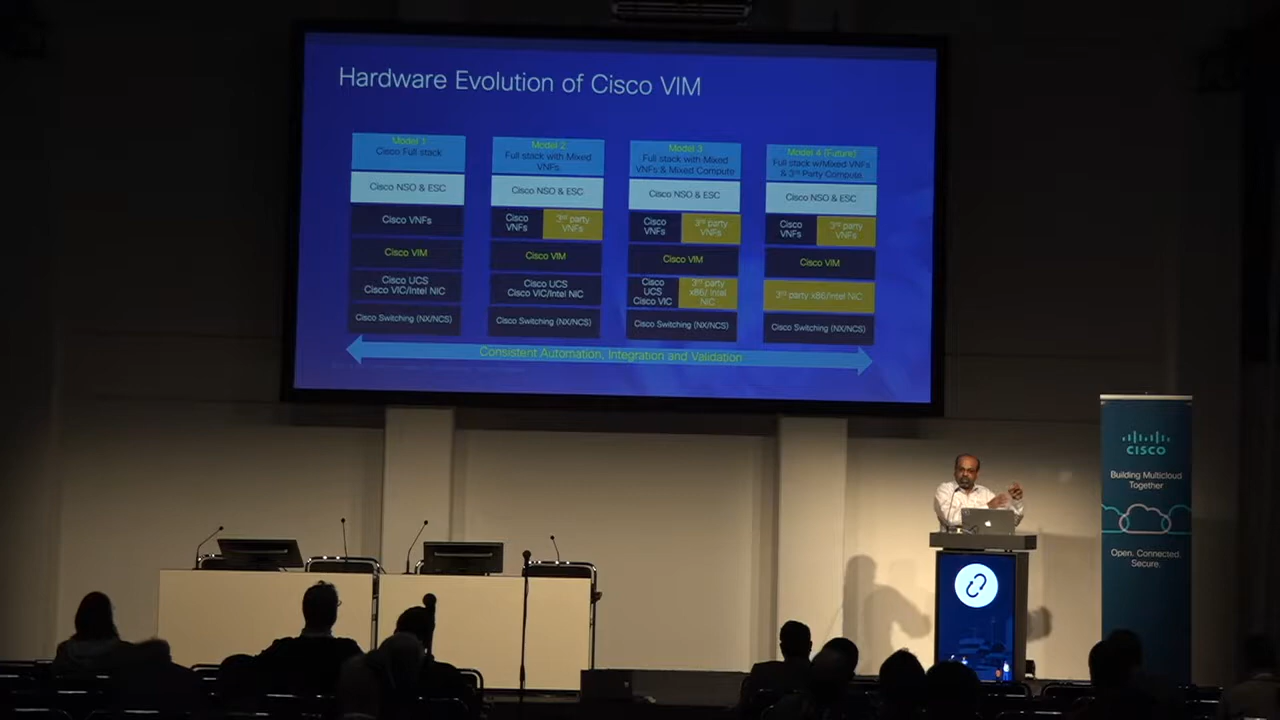 Hardware Evolution of Cisco VIM
Model 1
Cisco Full stack
Cisco NSO & ESC
Cisco VNFs
Cisco VIM
Cisco UCS
Cisco VIC/Intel NIC
Cisco Switching (NX/NCS)
Model 2
Full stack with Mixed
VNFs
Cisco NSO & ESC
Cisco
VNFs
3rd party
VNFs
Cisco VIM
Cisco UCS
Cisco VIC/Intel NIC
Cisco Switching (NX/NCS)
Model 3
Full stack with Mixed
VNFs & Mixed Compute
Cisco NSO & ESC
Cisco
VNFs
3rd party
VNFs
Cisco VIM
Cisco
UCS
Cisco VIC
3rd party
x86/ Intel
NIC
Cisco Switching (NX/NCS)
Model 4 (Future)
Full stack w/Mixed VNFs
& 3rd Party Compute
Cisco NSO & ESC
Cisco
VNFs
3rd party
VNFs
Cisco VIM
3rd party x86/Intel NIC
Cisco Switching (NX/NCS)
Consistent Automation, Integration and Validation
CISCO
Building Multicloud
Together
Open. Connected.
Secure.